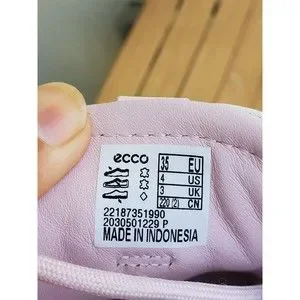 ecco 35 EU
4 US
3 UK
220 (2) CN
22187351990
2030501229 P
MADE IN INDONESIA